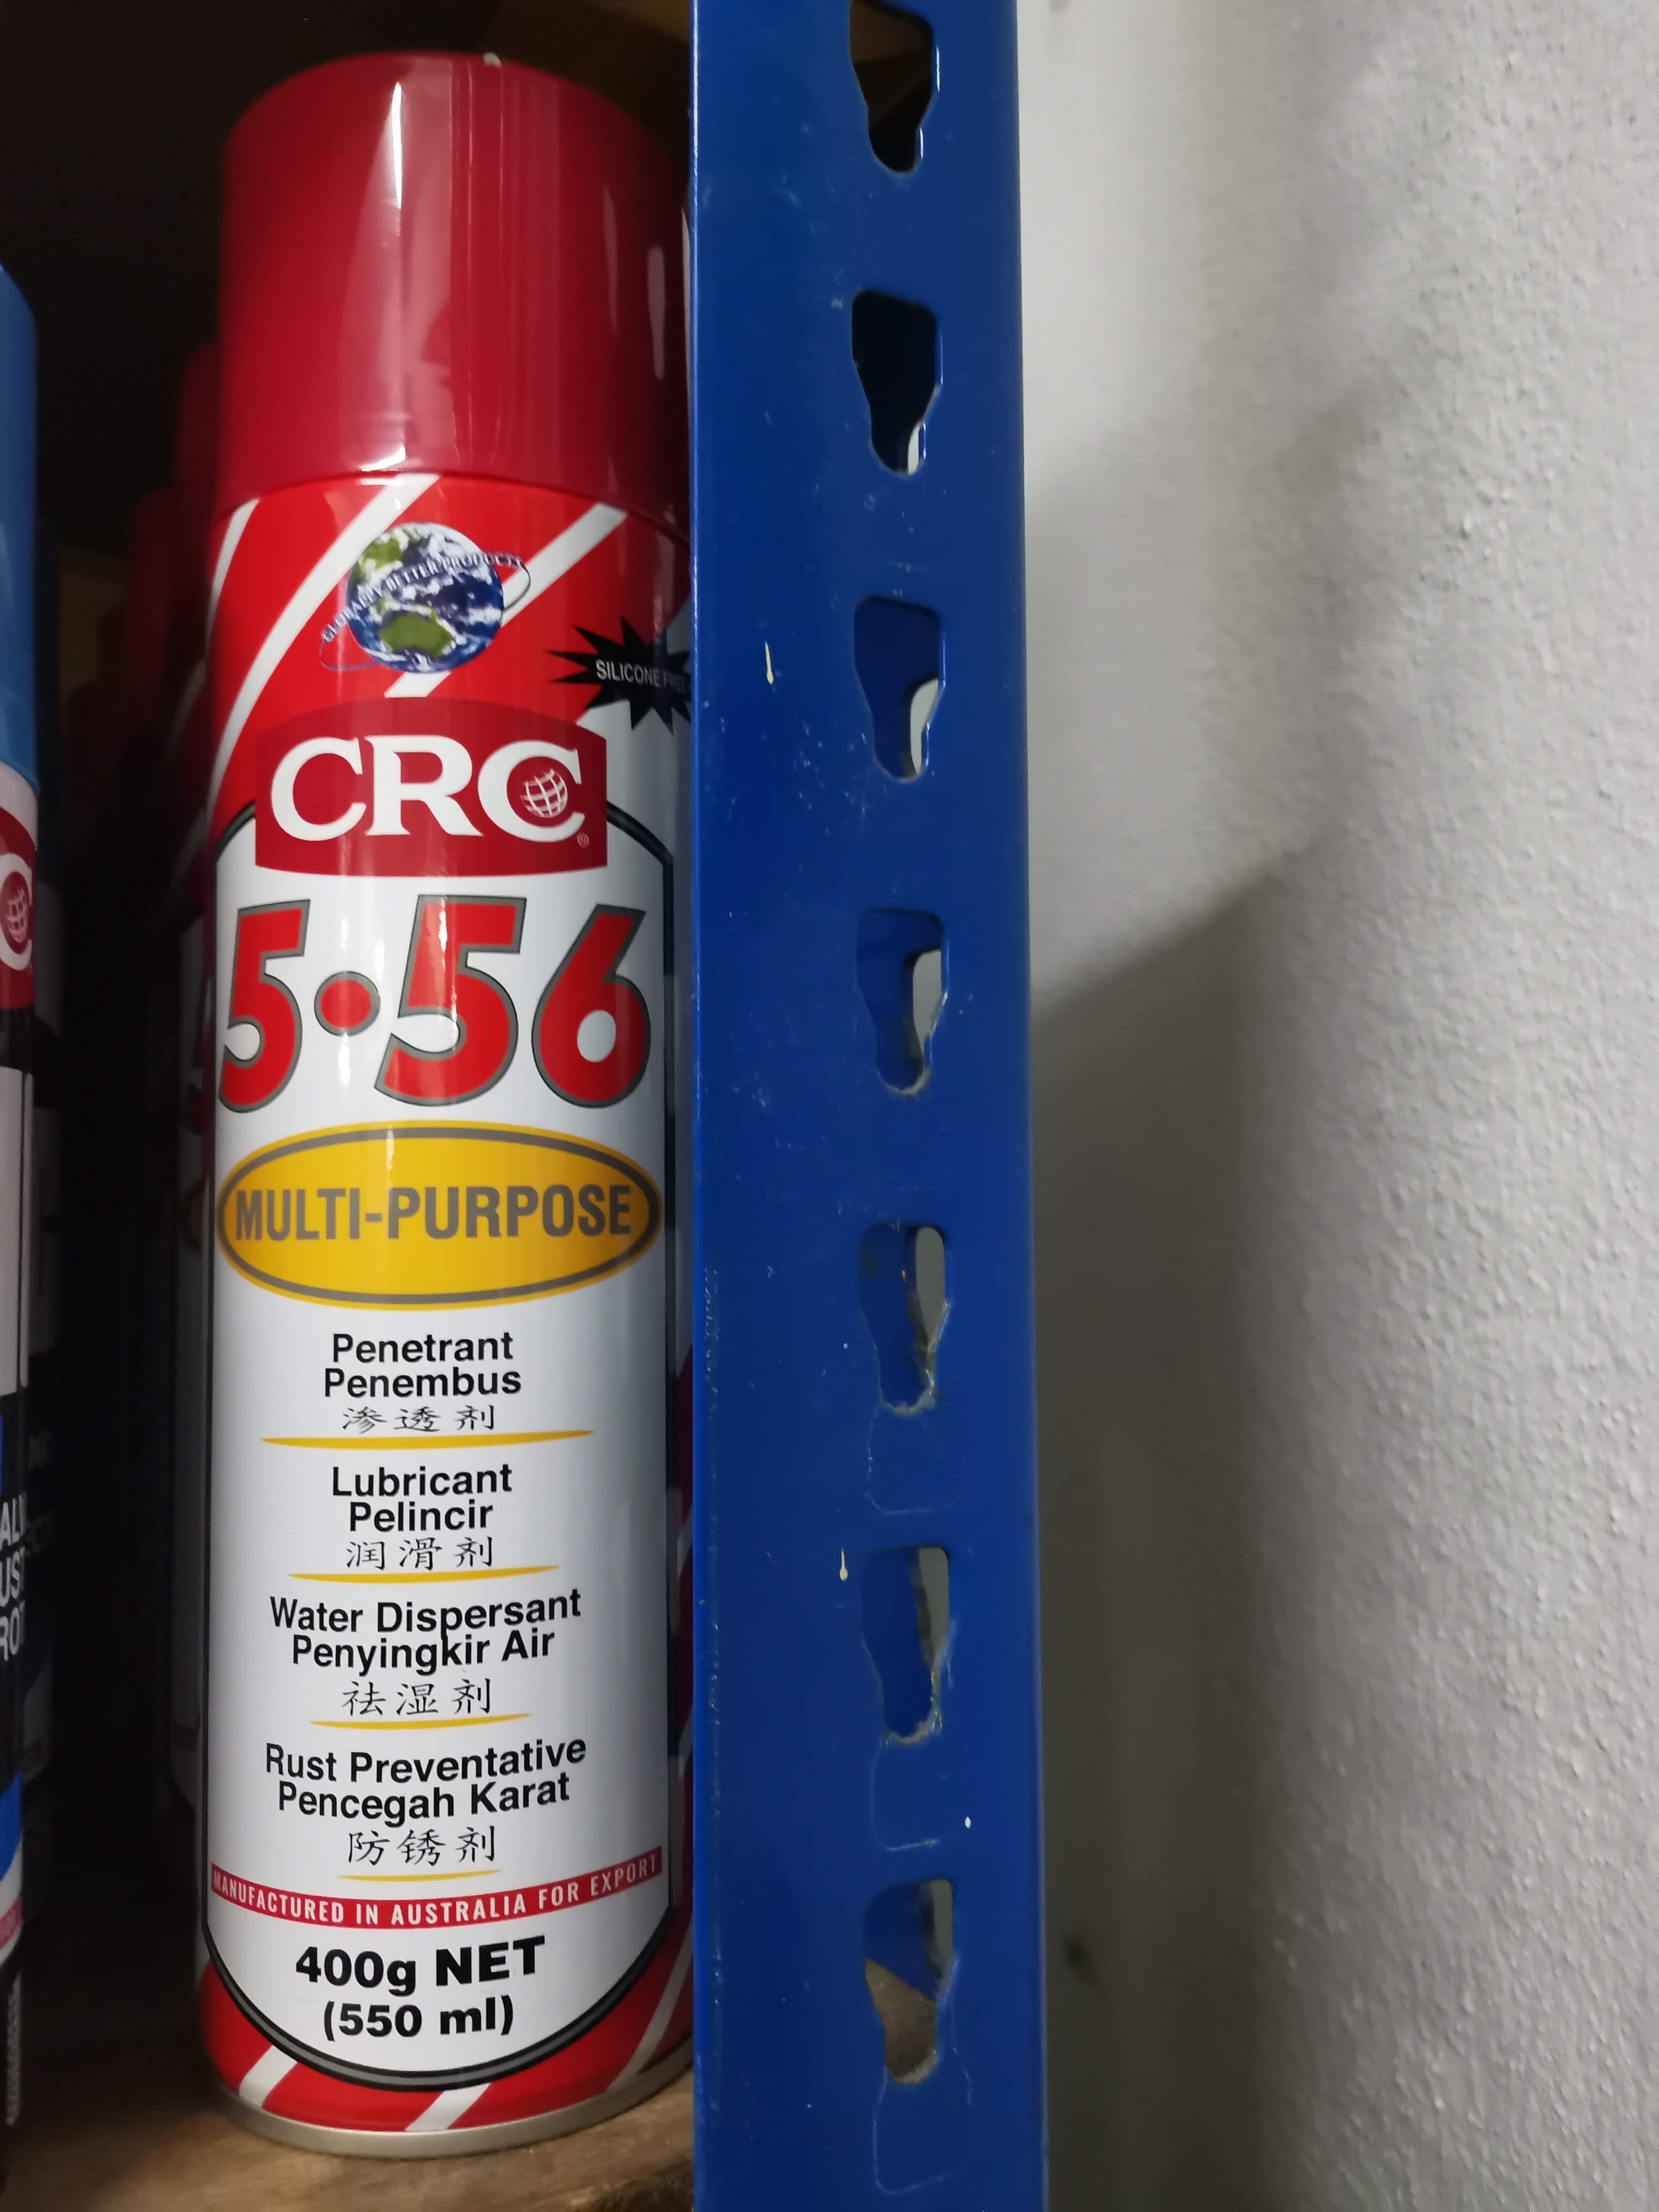 GLOBALLY BETTER PRODUCTS
SILICONE FREE
CRC
5•56
MULTI-PURPOSE
Penetrant
Penembus
渗透剂
Lubricant
Pelincir
润滑剂
Water Dispersant
Penyingkir Air
祛湿剂
Rust Preventative
Pencegah Karat
防锈剂
MANUFACTURED IN AUSTRALIA FOR EXPORT
400g NET
(550 ml)